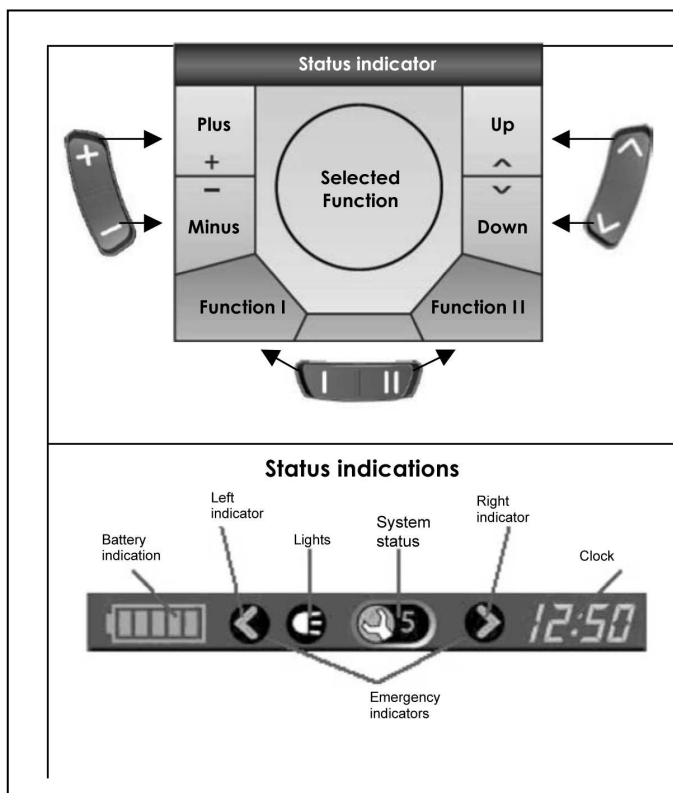 Status indicator
Plus
+
−
Minus
Selected
Function
Up
Down
Function I
Function II
+
−
I II
Status indications
Left
indicator
Right
indicator
System
status
Battery
indication
Lights
Clock
5
12:50
Emergency
indicators